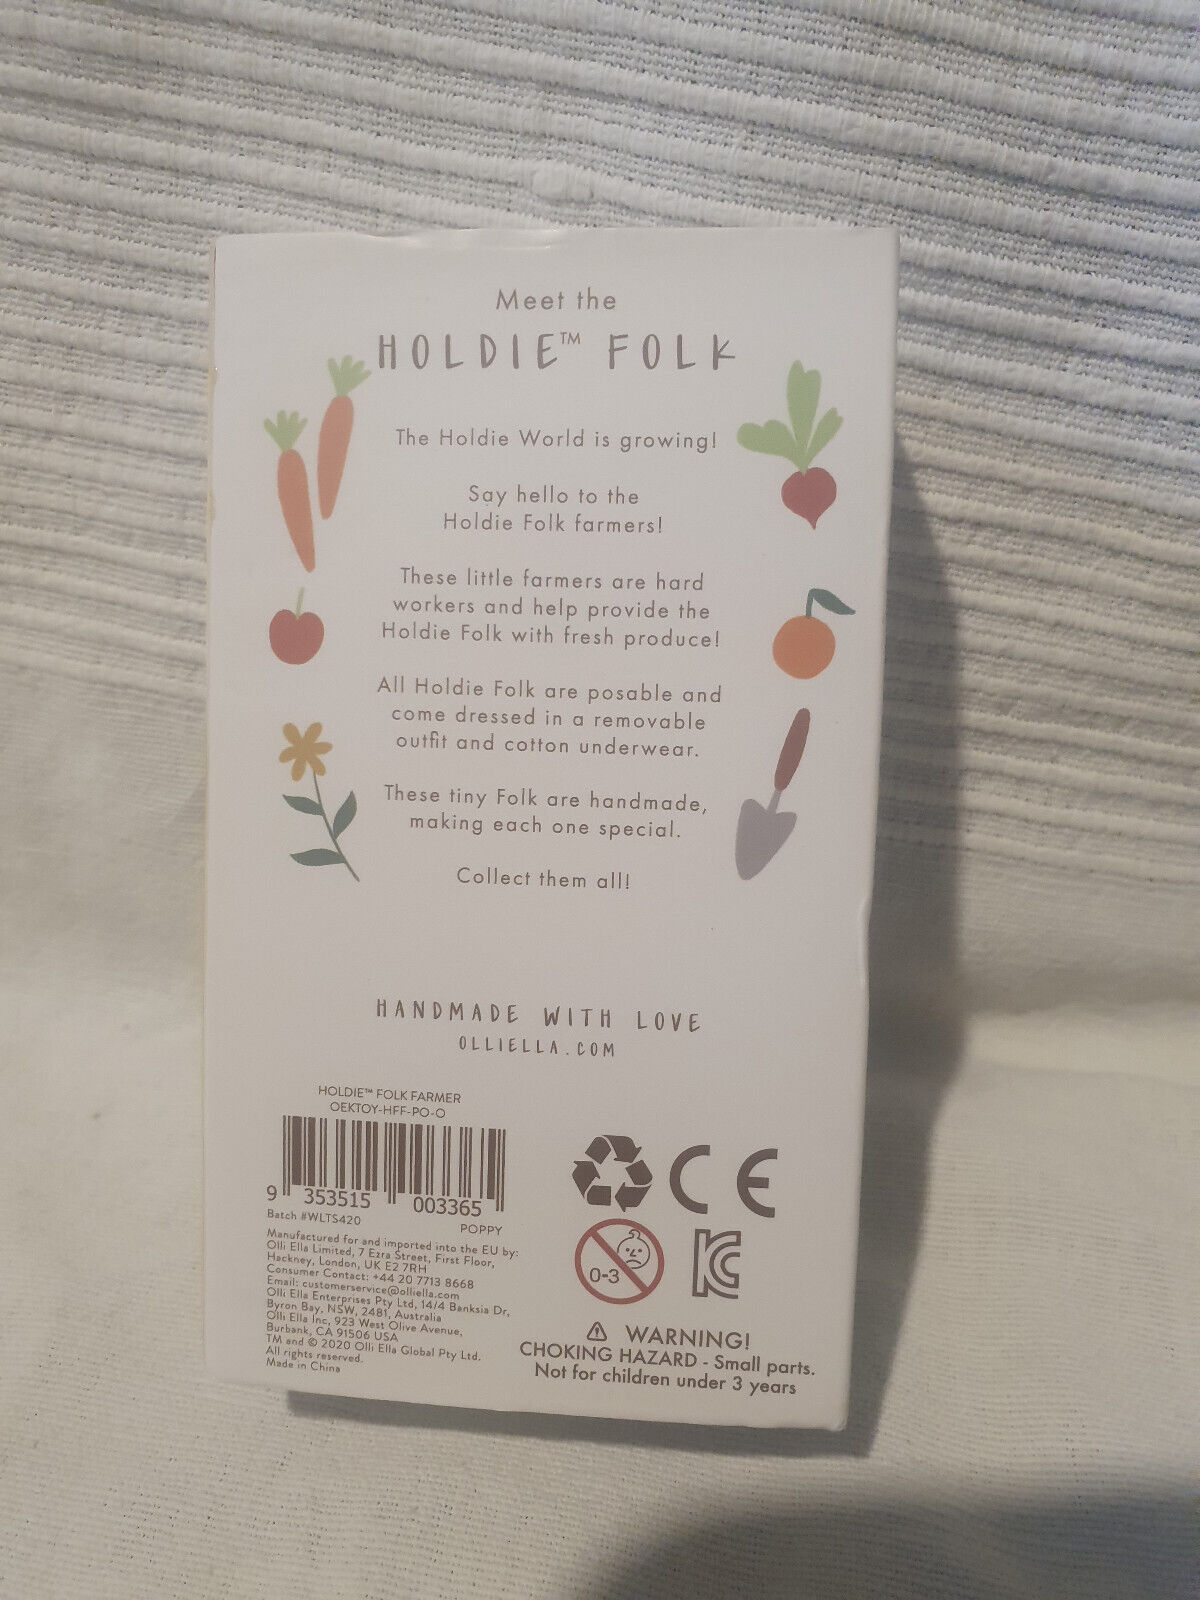 Meet the
HOLDIE™ FOLK
The Holdie World is growing!
Say hello to the
Holdie Folk farmers!
These little farmers are hard
workers and help provide the
Holdie Folk with fresh produce!
All Holdie Folk are posable and
come dressed in a removable
outfit and cotton underwear.
These tiny Folk are handmade,
making each one special.
Collect them all!
HANDMADE WITH LOVE
OLLIELLA.COM
HOLDIE™ FOLK FARMER
OEKTOY-HFF-PO-O
9 353515 003365
Batch #WLTS420
POPPY
Manufactured for and imported into the EU by:
Olli Ella Limited, 7 Ezra Street, First Floor,
Hackney, London, UK E2 7RH
Consumer Contact: +44 20 7713 8668
Email: customerservice@olliella.com
Olli Ella Enterprises Pty Ltd, 14/4 Banksia Dr,
Byron Bay, NSW, 2481, Australia
Olli Ella Inc, 923 West Olive Avenue,
Burbank, CA 91506 USA
TM and © 2020 Olli Ella Global Pty Ltd.
All rights reserved.
Made in China
CE
0-3
KC
⚠ WARNING!
CHOKING HAZARD - Small parts.
Not for children under 3 years